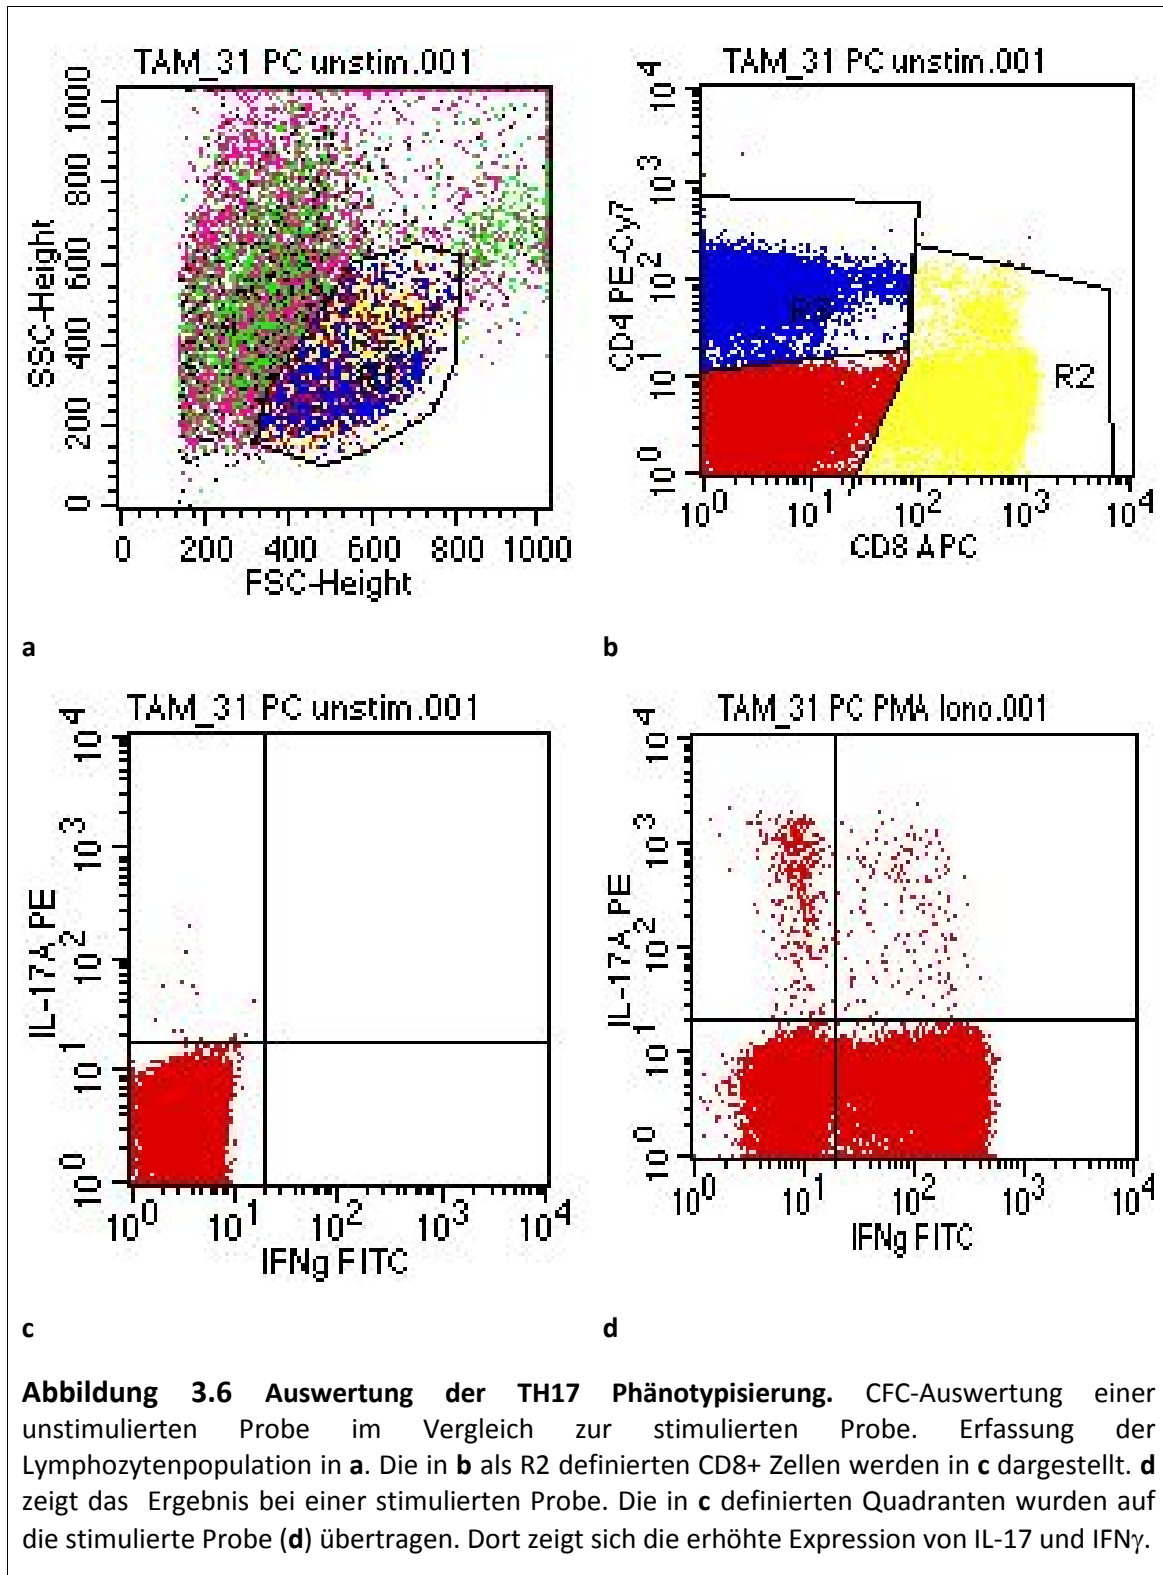 TAM_31 PC unstim.001
SSC-Height
1000
800
600
400
200
0
0 200 400 600 800 1000
FSC-Height
a
TAM_31 PC unstim.001
CD4 PE-Cy7
10^4
10^3
10^2
10^1
10^0
R2
10^0 10^1 10^2 10^3 10^4
CD8 APC
b
TAM_31 PC unstim.001
IL-17A PE
10^4
10^3
10^2
10^1
10^0
10^0 10^1 10^2 10^3 10^4
IFNg FITC
c
TAM_31 PC PMA Iono.001
IL-17A PE
10^4
10^3
10^2
10^1
10^0
10^0 10^1 10^2 10^3 10^4
IFNg FITC
d
Abbildung 3.6 Auswertung der TH17 Phänotypisierung. CFC-Auswertung einer
unstimulierten Probe im Vergleich zur stimulierten Probe. Erfassung der
Lymphozytenpopulation in a. Die in b als R2 definierten CD8+ Zellen werden in c dargestellt. d
zeigt das Ergebnis bei einer stimulierten Probe. Die in c definierten Quadranten wurden auf
die stimulierte Probe (d) übertragen. Dort zeigt sich die erhöhte Expression von IL-17 und IFNγ.